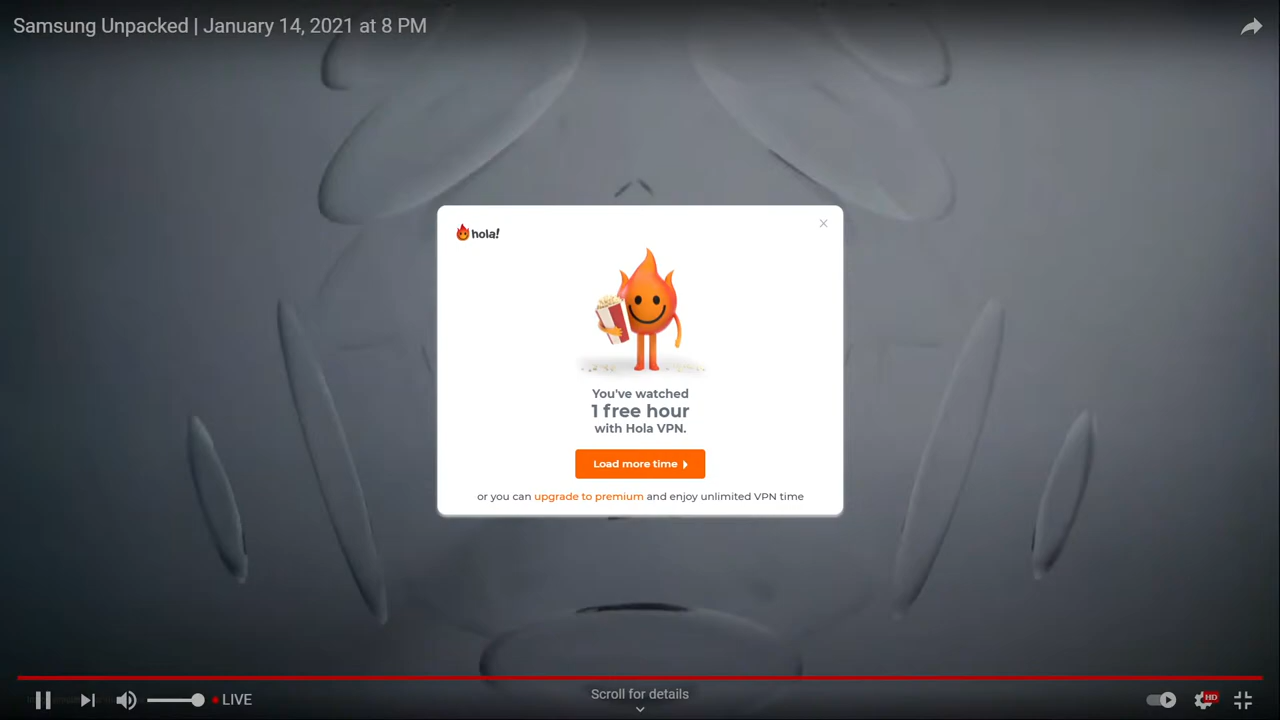 Samsung Unpacked | January 14, 2021 at 8 PM
hola!
You've watched
1 free hour
with Hola VPN.
Load more time
or you can upgrade to premium and enjoy unlimited VPN time
LIVE
Scroll for details
HD